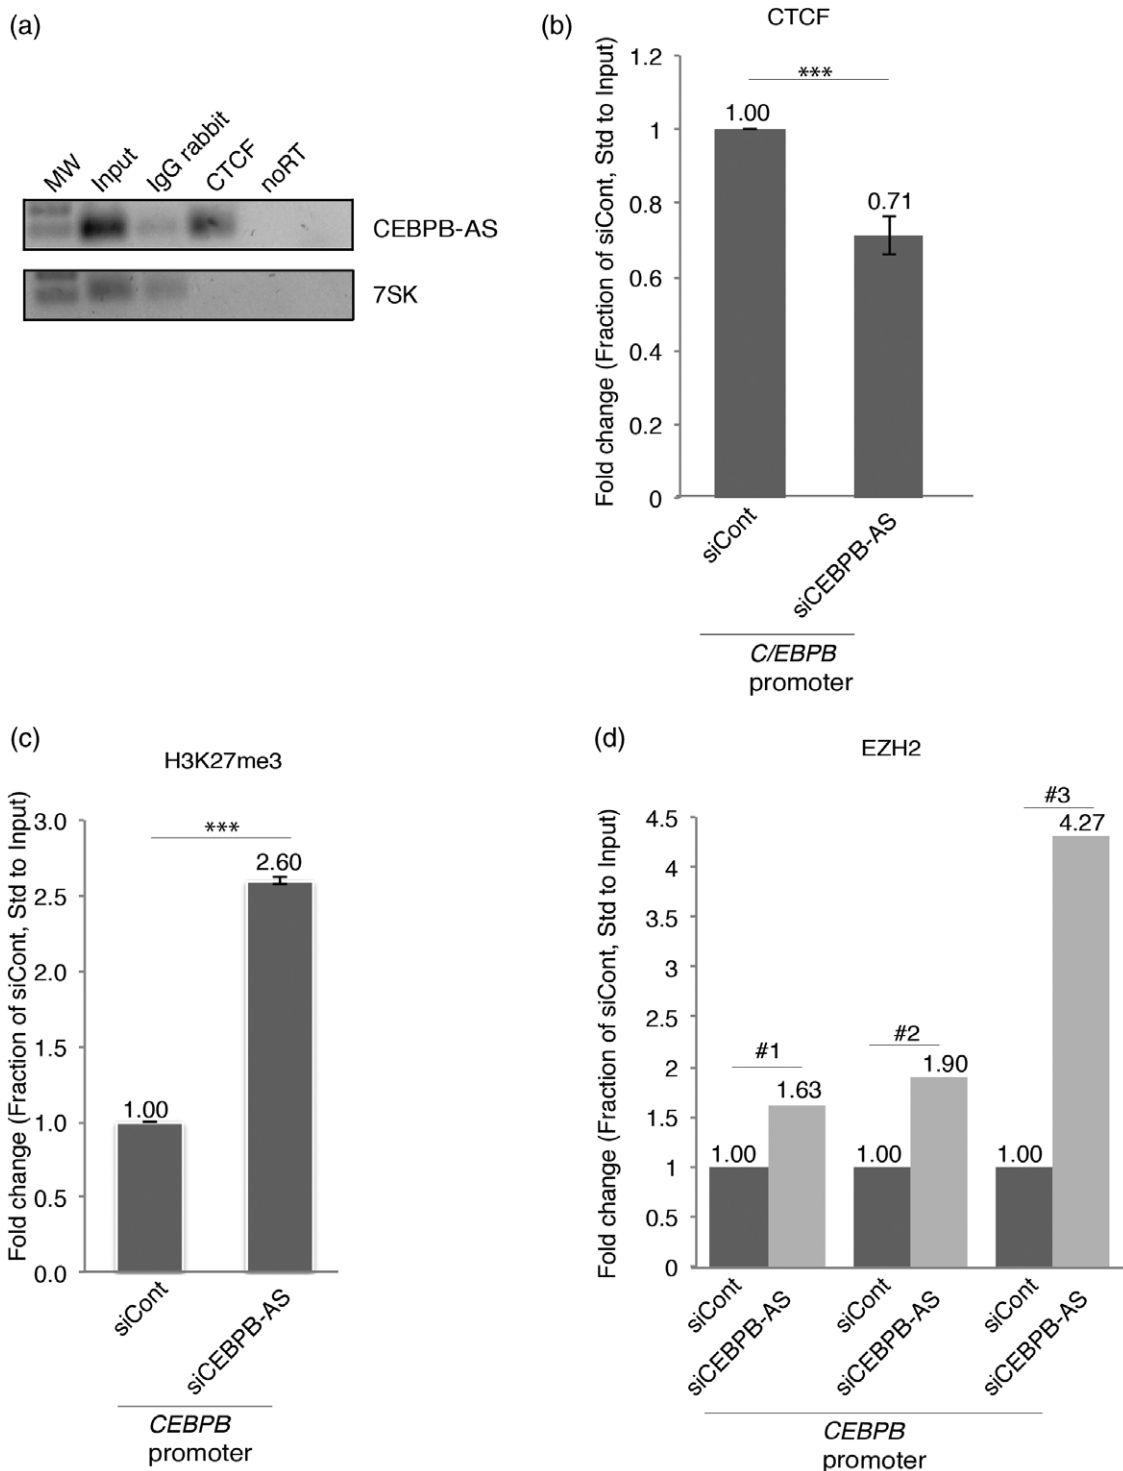 (a)
MW
Input
IgG rabbit
CTCF
noRT
CEBPB-AS
7SK
(b)
CTCF
Fold change (Fraction of siCont, Std to Input)
1.2
1
0.8
0.6
0.4
0.2
0
***
1.00
0.71
siCont
siCEBPB-AS
C/EBPB
promoter
(c)
H3K27me3
Fold change (Fraction of siCont, Std to Input)
3.0
2.5
2.0
1.5
1.0
0.5
0.0
***
1.00
2.60
siCont
siCEBPB-AS
CEBPB
promoter
(d)
EZH2
Fold change (Fraction of siCont, Std to Input)
4.5
4
3.5
3
2.5
2
1.5
1
0.5
0
#1
1.00
1.63
#2
1.00
1.90
#3
1.00
4.27
siCont
siCEBPB-AS
siCont
siCEBPB-AS
siCont
siCEBPB-AS
CEBPB
promoter